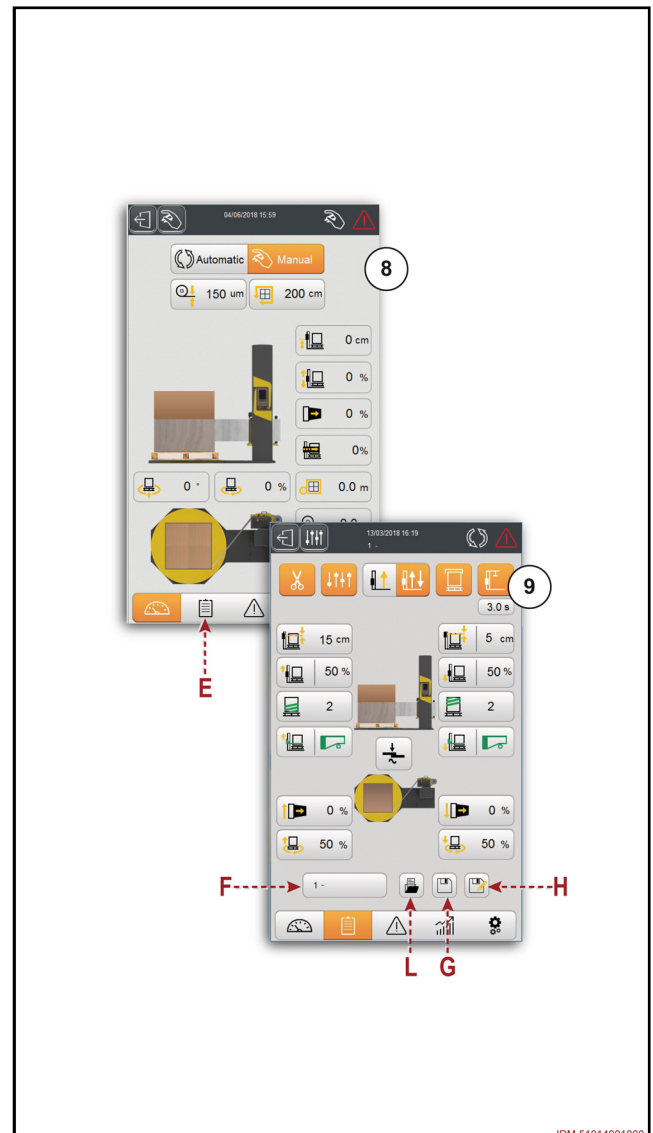 04/06/2018 15:59
Automatic Manual
8
150 um 200 cm
0 cm
0 %
0 %
0%
0 ° 0 % 0.0 m
13/03/2018 16:19
1 -
9
3.0 s
15 cm 5 cm
50 % 50 %
2 2
E
0 % 0 %
50 % 50 %
F 1 - H
L G